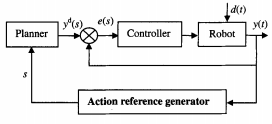 d(t)
Planner
y^d(s)
e(s)
Controller
Robot
y(t)
s
Action reference generator